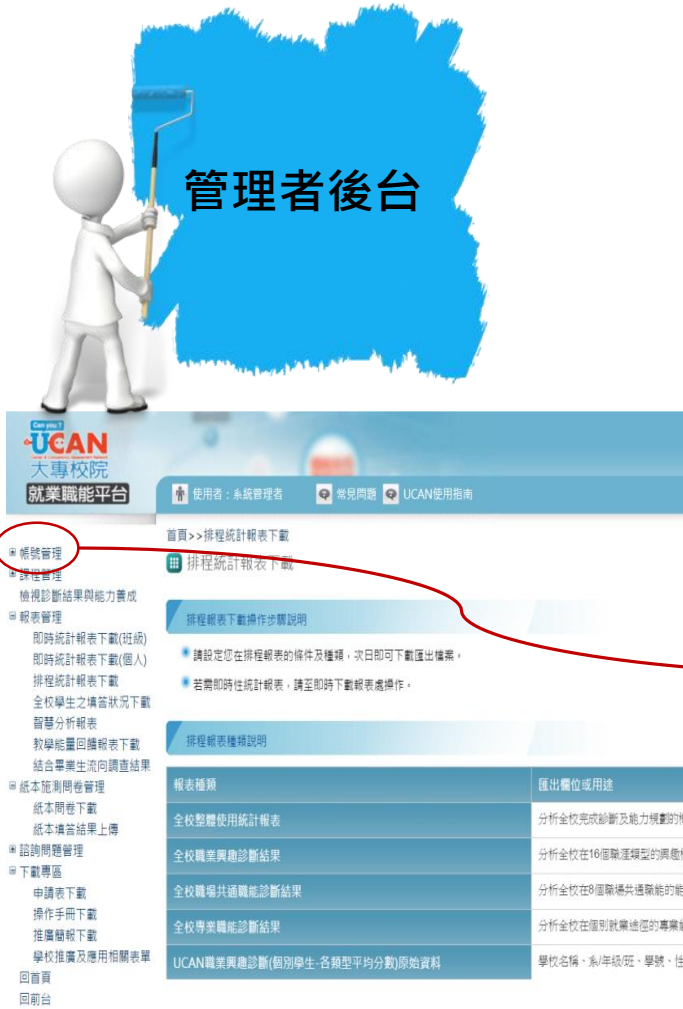 管理者後台
Can you ?
UCAN
大專校院
就業職能平台
使用者：系統管理者
常見問題
UCAN使用指南
首頁>>排程統計報表下載
排程統計報表下載
帳號管理
課程管理
檢視診斷結果與能力養成
報表管理
即時統計報表下載(班級)
即時統計報表下載(個人)
排程統計報表下載
全校學生之填答狀況下載
智慧分析報表
教學能量回饋報表下載
結合畢業生流向調查結果
紙本施測問卷管理
紙本問卷下載
紙本填答結果上傳
諮詢問題管理
下載專區
申請表下載
操作手冊下載
推廣簡報下載
學校推廣及應用相關表單
回首頁
回前台
排程報表下載操作步驟說明
請設定您在排程報表的條件及種類，次日即可下載匯出檔案。
若需即時性統計報表，請至即時下載報表處操作。
排程報表種類說明
報表種類
匯出欄位或用途
全校整體使用統計報表
分析全校完成診斷及能力規劃的
全校職業興趣診斷結果
分析全校在16個職涯類型的興趣
全校職場共通職能診斷結果
分析全校在8個職場共通職能的能
全校專業職能診斷結果
分析全校在個別就業途徑的專業
UCAN職業興趣診斷(個別學生-各類型平均分數)原始資料
學校名稱、系/年級/班、學號、性